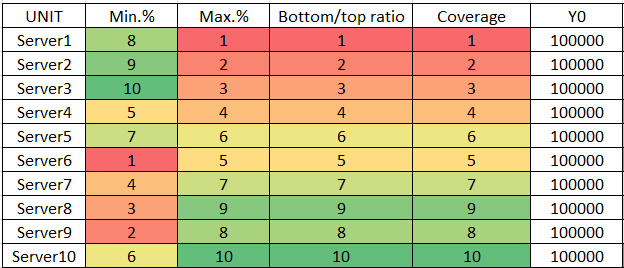 UNIT Min.% Max.% Bottom/top ratio Coverage Y0
Server1 8 1 1 1 100000
Server2 9 2 2 2 100000
Server3 10 3 3 3 100000
Server4 5 4 4 4 100000
Server5 7 6 6 6 100000
Server6 1 5 5 5 100000
Server7 4 7 7 7 100000
Server8 3 9 9 9 100000
Server9 2 8 8 8 100000
Server10 6 10 10 10 100000